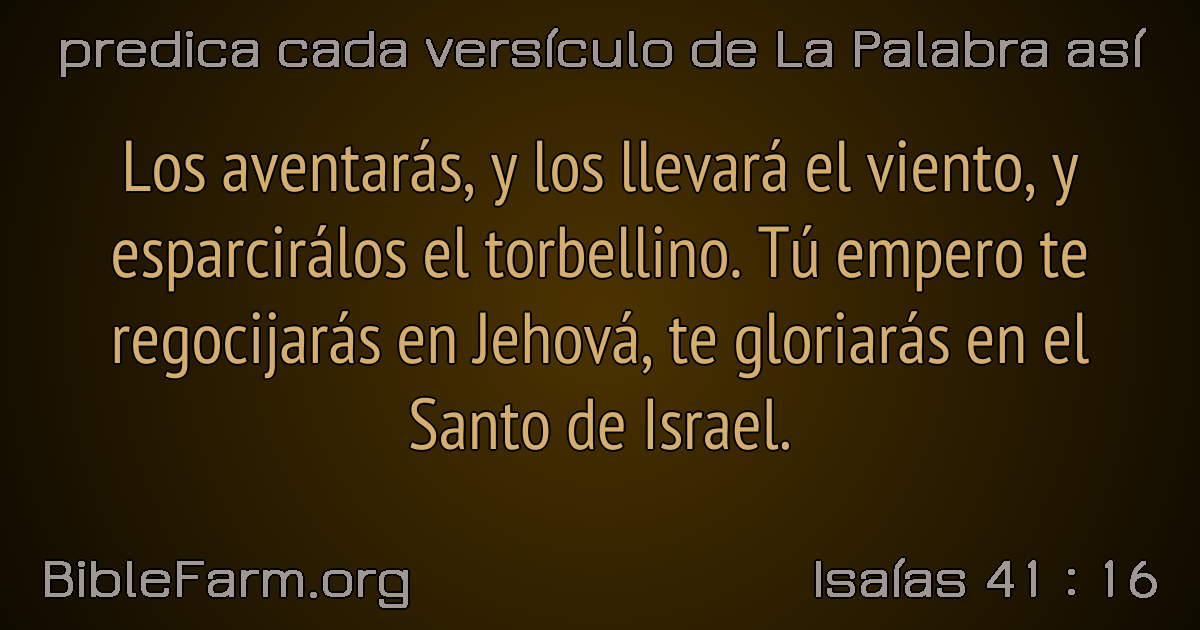 predica cada versículo de La Palabra así
Los aventarás, y los llevará el viento, y
esparcirálos el torbellino. Tú empero te
regocijarás en Jehová, te gloriarás en el
Santo de Israel.
BibleFarm.org
Isaías 41 : 16